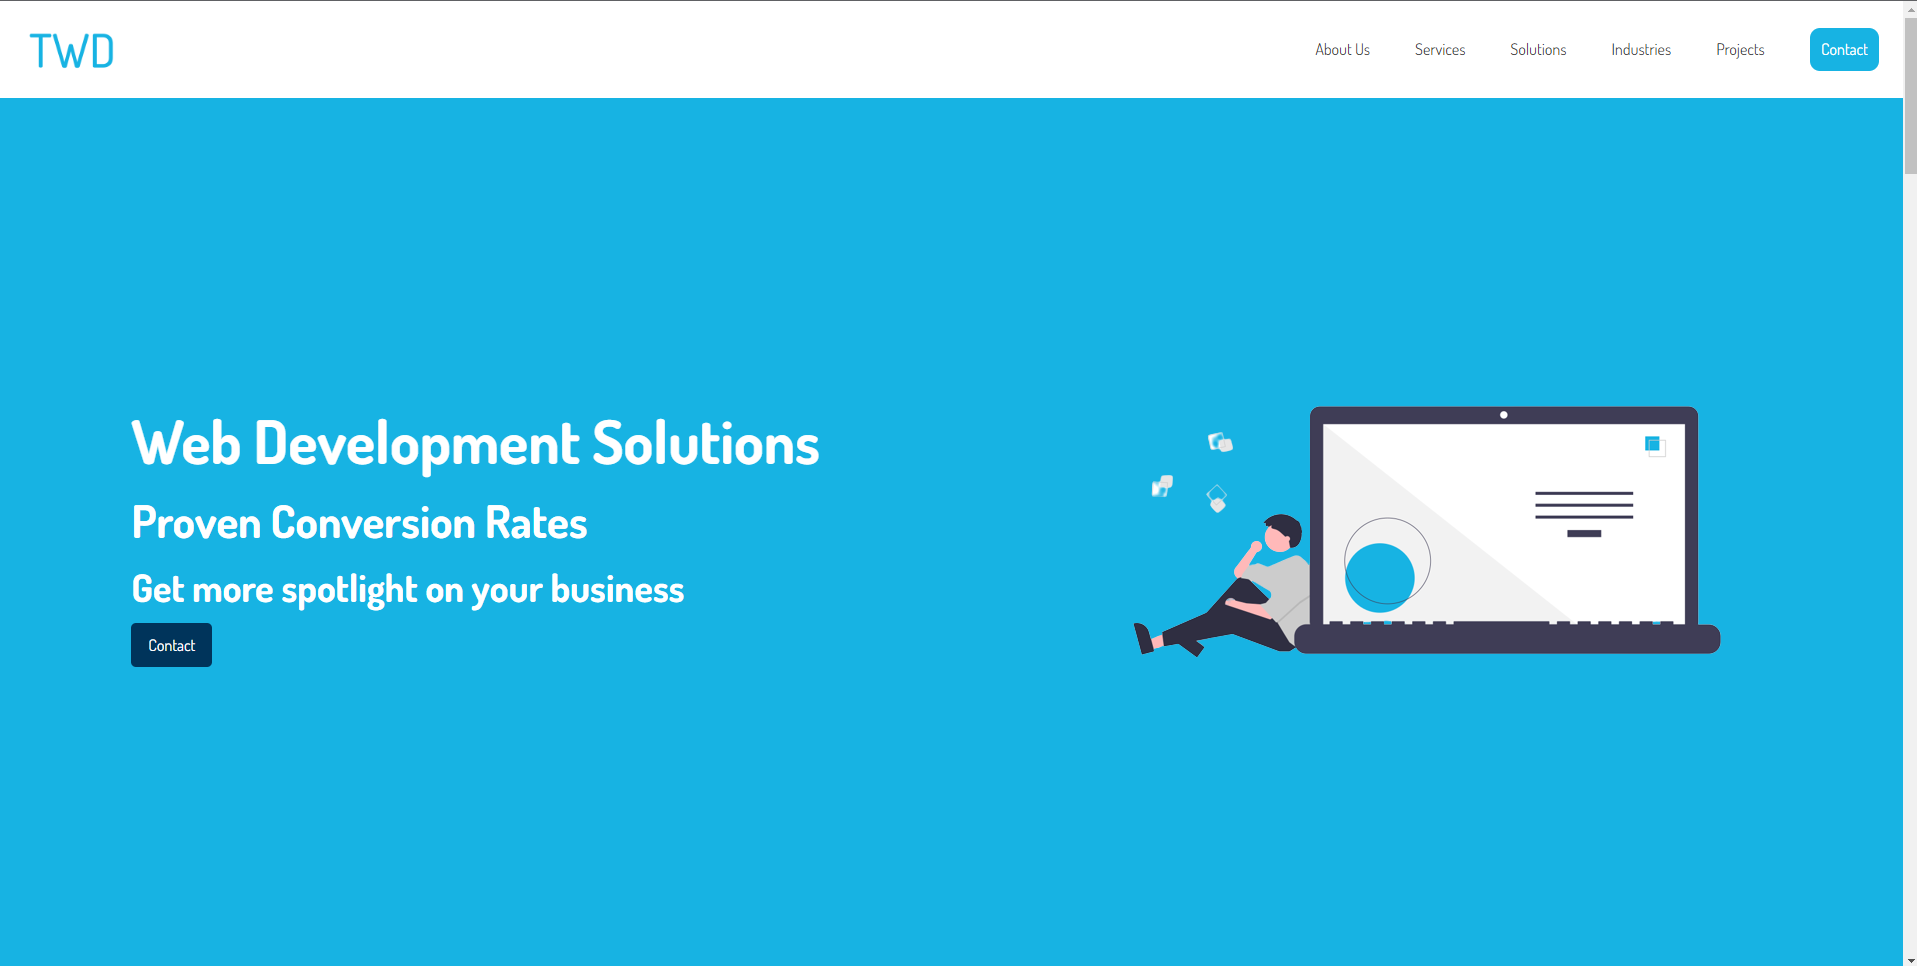 TWD
About Us
Services
Solutions
Industries
Projects
Contact
Web Development Solutions
Proven Conversion Rates
Get more spotlight on your business
Contact